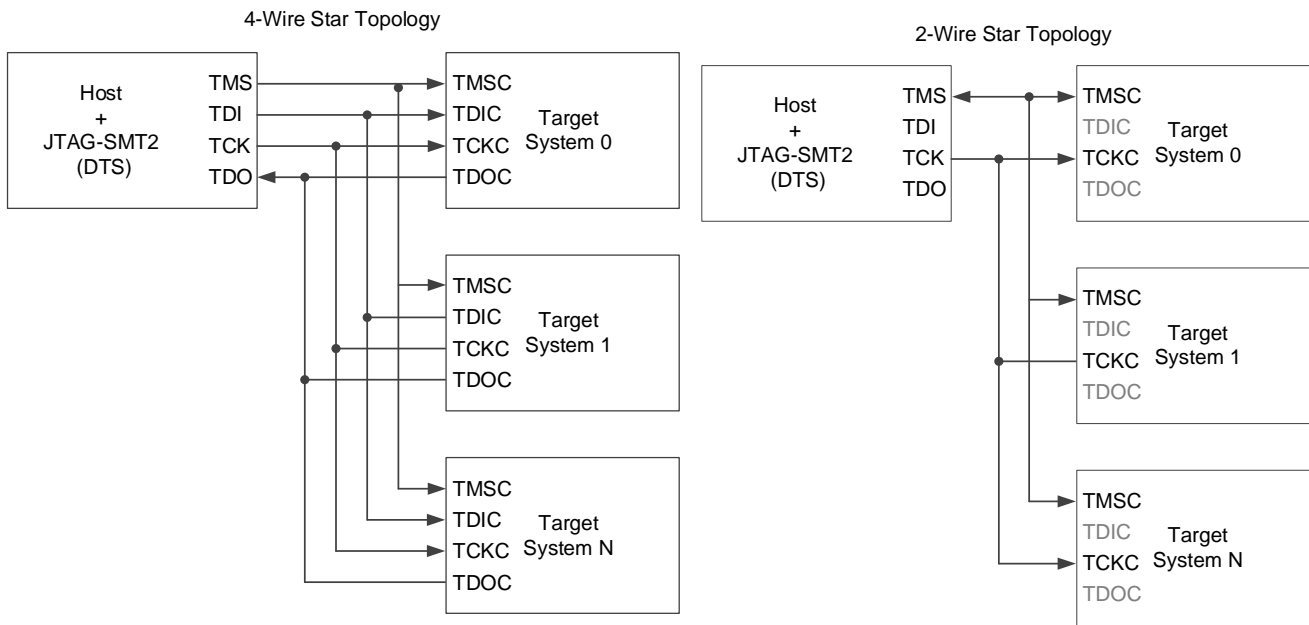 4-Wire Star Topology
Host
+
JTAG-SMT2
(DTS)
TMS
TDI
TCK
TDO
TMSC
TDIC
TCKC
TDOC
Target
System 0
TMSC
TDIC
TCKC
TDOC
Target
System 1
TMSC
TDIC
TCKC
TDOC
Target
System N
2-Wire Star Topology
Host
+
JTAG-SMT2
(DTS)
TMS
TDI
TCK
TDO
TMSC
TDIC
TCKC
TDOC
Target
System 0
TMSC
TDIC
TCKC
TDOC
Target
System 1
TMSC
TDIC
TCKC
TDOC
Target
System N